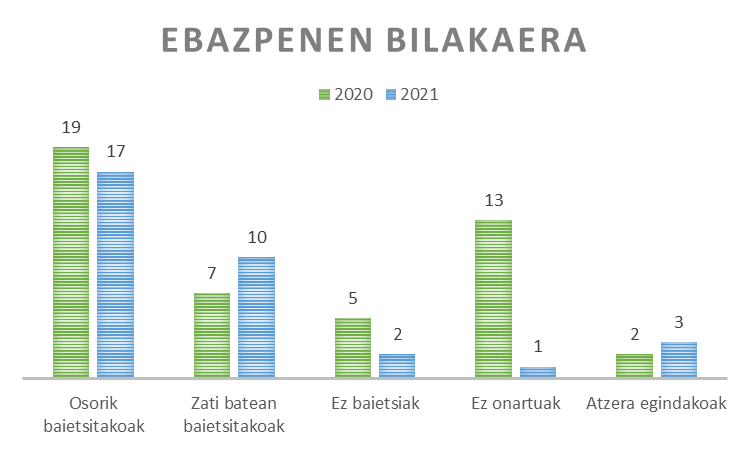 EBAZPENEN BILAKAERA
2020 2021
19
17
7
10
5
2
13
1
2
3
Osorik
baietsitakoak
Zati batean
baietsitakoak
Ez baietsiak
Ez onartuak
Atzera egindakoak